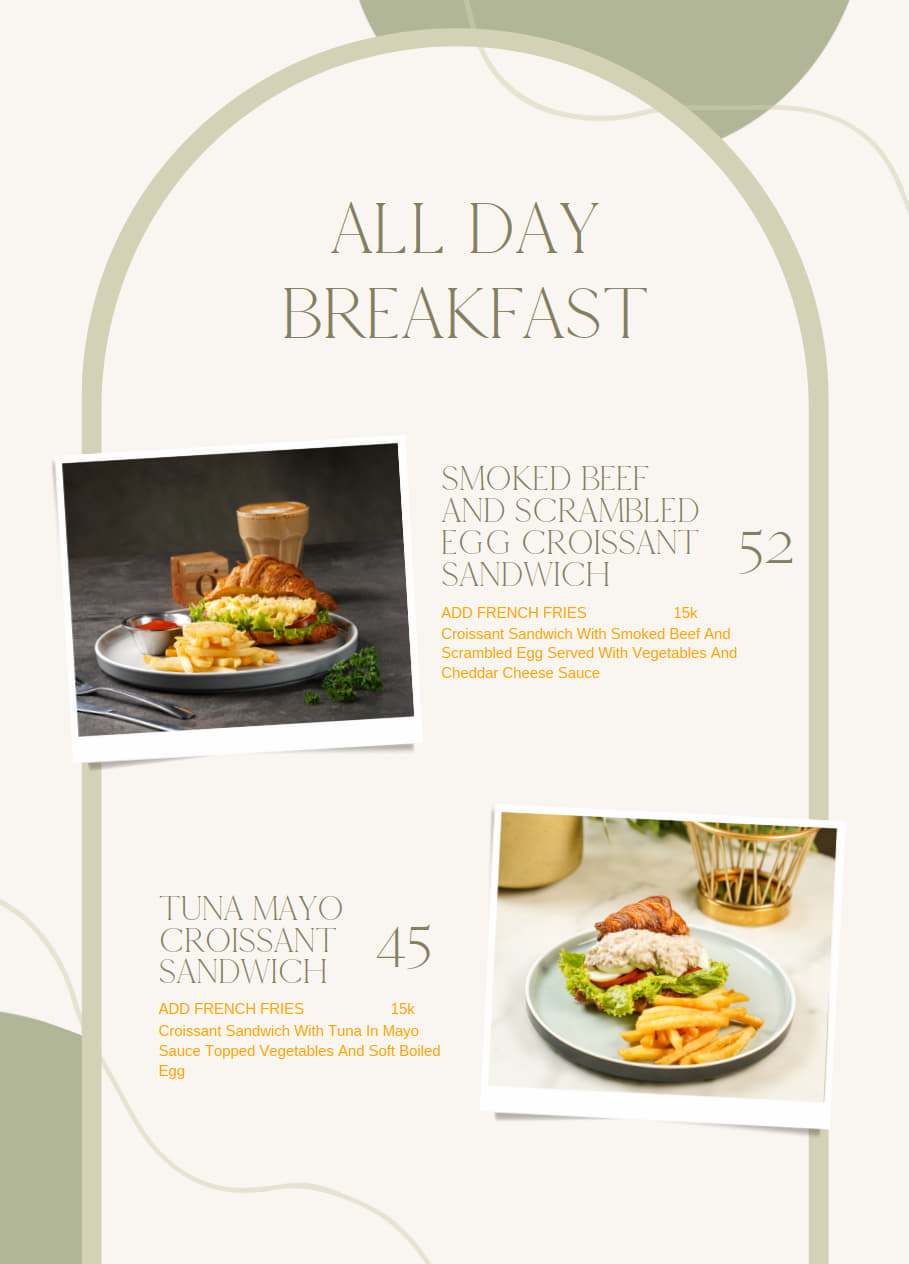 ALL DAY
BREAKFAST
SMOKED BEEF
AND SCRAMBLED
EGG CROISSANT
SANDWICH
52
ADD FRENCH FRIES 15k
Croissant Sandwich With Smoked Beef And
Scrambled Egg Served With Vegetables And
Cheddar Cheese Sauce
TUNA MAYO
CROISSANT
SANDWICH
45
ADD FRENCH FRIES 15k
Croissant Sandwich With Tuna In Mayo
Sauce Topped Vegetables And Soft Boiled
Egg